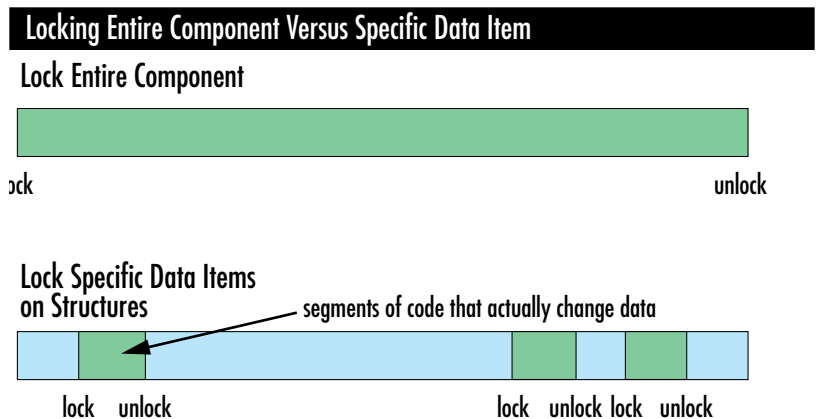 Locking Entire Component Versus Specific Data Item
Lock Entire Component
ock unlock
Lock Specific Data Items
on Structures
segments of code that actually change data
lock unlock lock unlock lock unlock